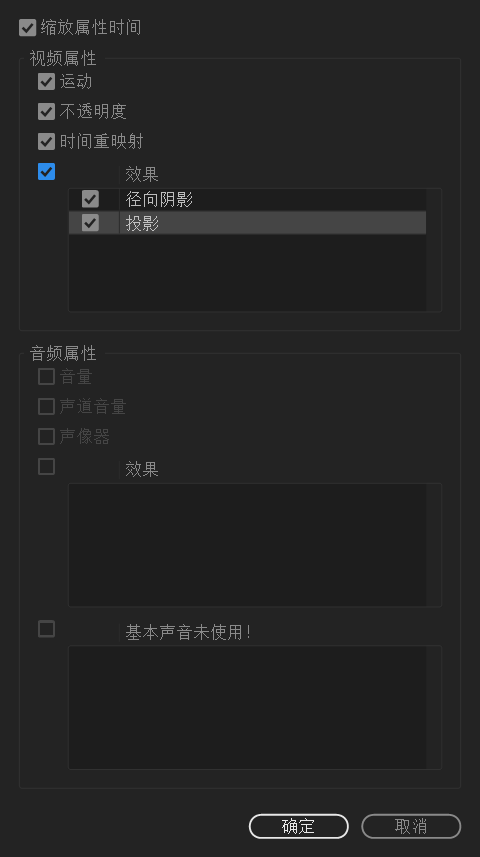 缩放属性时间
视频属性
运动
不透明度
时间重映射
效果
径向阴影
投影
音频属性
音量
声道音量
声像器
效果
基本声音未使用!
确定 取消